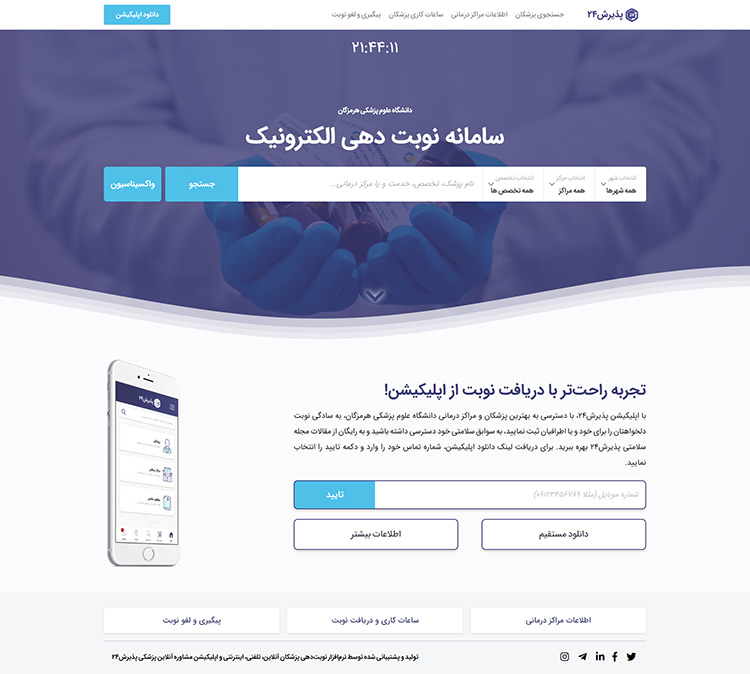 پذیرش۲۴
جستجوی پزشکان
اطلاعات مراکز درمانی
ساعات کاری پزشکان
پیگیری و لغو نوبت
دانلود اپلیکیشن
۲۱:۴۴:۱۱
دانشگاه علوم پزشکی هرمزگان
سامانه نوبت دهی الکترونیک
انتخاب شهر
همه شهرها
انتخاب مرکز
همه مراکز
انتخاب تخصص
همه تخصص ها
نام پزشک، تخصص، خدمت و یا مرکز درمانی...
جستجو
واکسیناسیون
تجربه راحت‌تر با دریافت نوبت از اپلیکیشن!
با اپلیکیشن پذیرش۲۴، با دسترسی به بهترین پزشکان و مراکز درمانی دانشگاه علوم پزشکی هرمزگان، به سادگی نوبت
دلخواهتان را برای خود و یا اطرافیان ثبت نمایید، به سوابق سلامتی خود دسترسی داشته باشید و به رایگان از مقالات مجله
سلامتی پذیرش۲۴ بهره ببرید. برای دریافت لینک دانلود اپلیکیشن، شماره تماس خود را وارد و دکمه تایید را انتخاب
نمایید.
شماره موبایل (مثلا ۰۹۱۲۳۴۵۶۷۸۹)
تایید
دانلود مستقیم
اطلاعات بیشتر
پذیرش۲۴
اطلاعات مراکز درمانی
ساعات کاری و دریافت نوبت
پیگیری و لغو نوبت
تولید و پشتیبانی شده توسط نرم‌افزار نوبت‌دهی پزشکان آنلاین، تلفنی، اینترنتی و اپلیکیشن مشاوره آنلاین پزشکی پذیرش۲۴